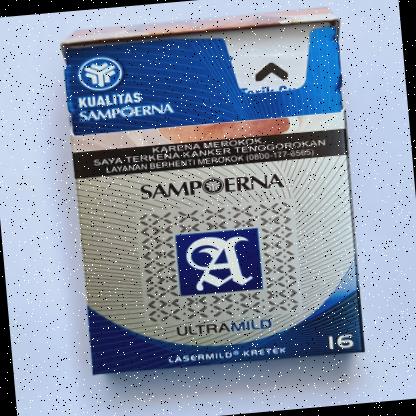 KUALITAS
SAMPOERNA
KARENA MEROKOK,
SAYA TERKENA KANKER TENGGOROKAN
LAYANAN BERHENTI MEROKOK (0800-177-6565)
SAMPOERNA
A
ULTRAMILD
LASERMILD® KRETEK
16